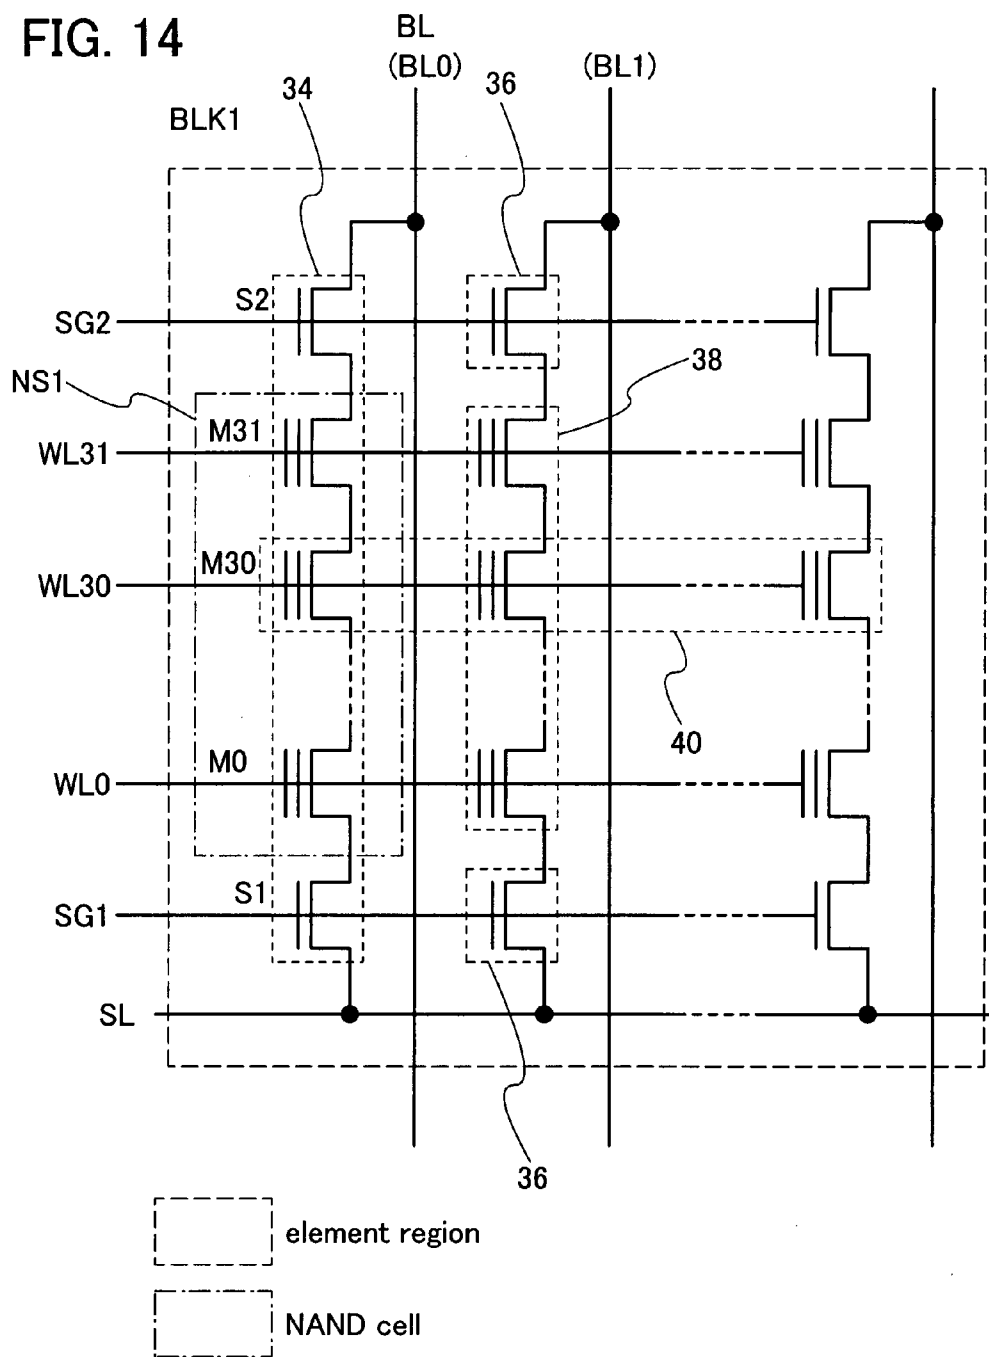 FIG. 14
BL
(BL0)
(BL1)
34
36
BLK1
S2
SG2
38
NS1
M31
WL31
M30
WL30
40
M0
WL0
S1
SG1
SL
36
element region
NAND cell